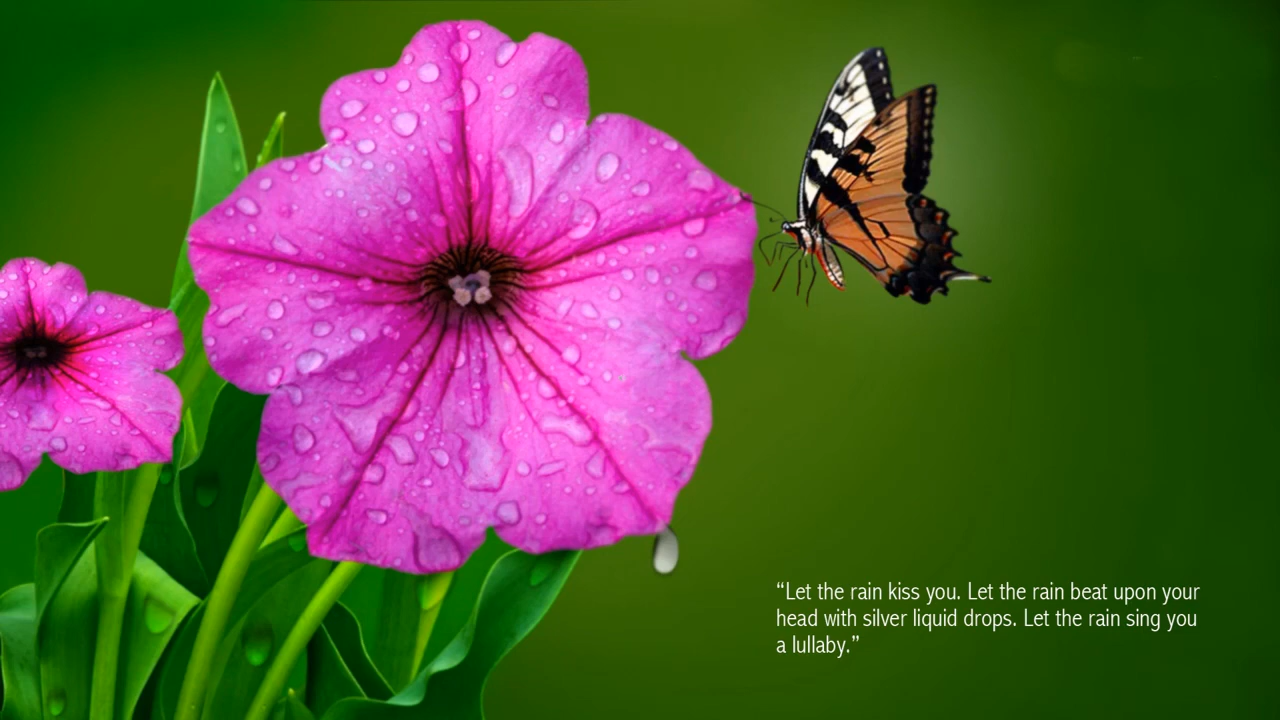 “Let the rain kiss you. Let the rain beat upon your
head with silver liquid drops. Let the rain sing you
a lullaby.”